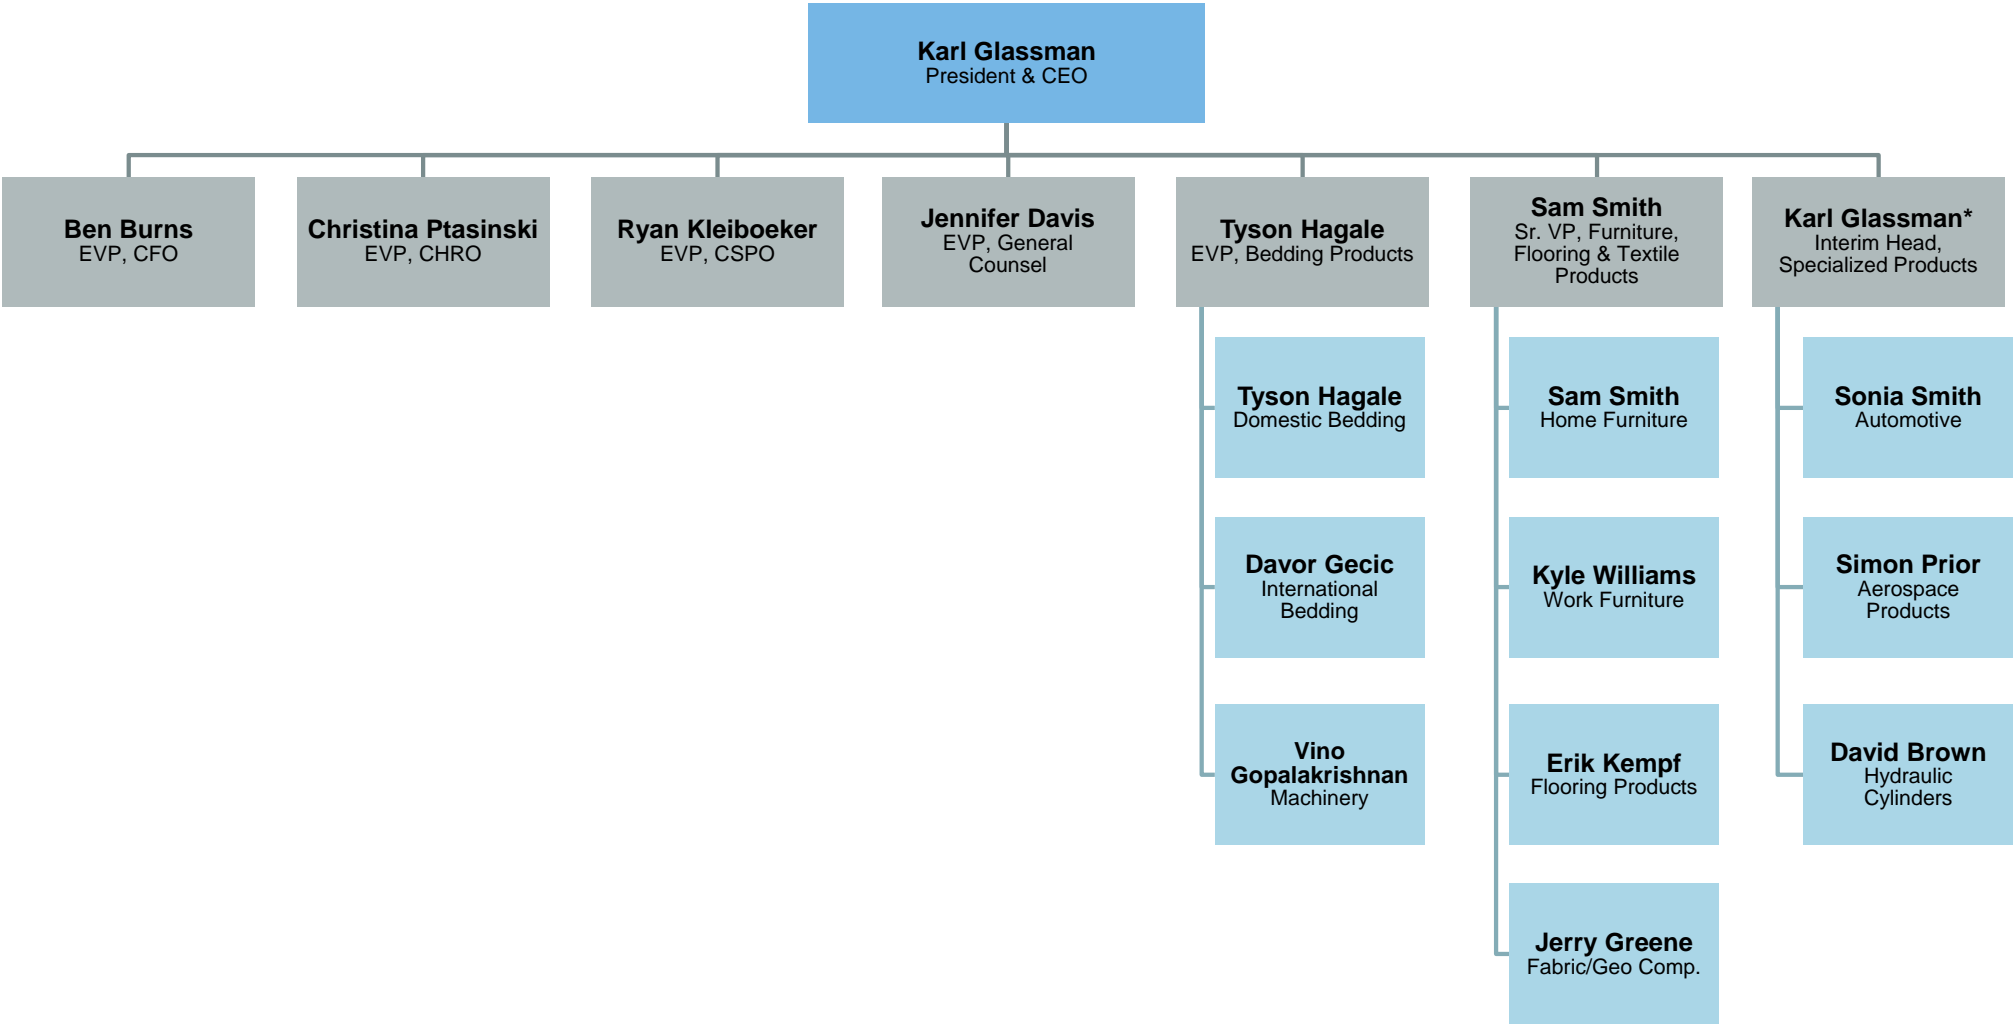 Karl Glassman
President & CEO
Ben Burns
EVP, CFO
Christina Ptasinski
EVP, CHRO
Ryan Kleiboeker
EVP, CSPO
Jennifer Davis
EVP, General
Counsel
Tyson Hagale
EVP, Bedding Products
Sam Smith
Sr. VP, Furniture,
Flooring & Textile
Products
Karl Glassman*
Interim Head,
Specialized Products
Tyson Hagale
Domestic Bedding
Davor Gecic
International
Bedding
Vino
Gopalakrishnan
Machinery
Sam Smith
Home Furniture
Kyle Williams
Work Furniture
Erik Kempf
Flooring Products
Jerry Greene
Fabric/Geo Comp.
Sonia Smith
Automotive
Simon Prior
Aerospace
Products
David Brown
Hydraulic
Cylinders